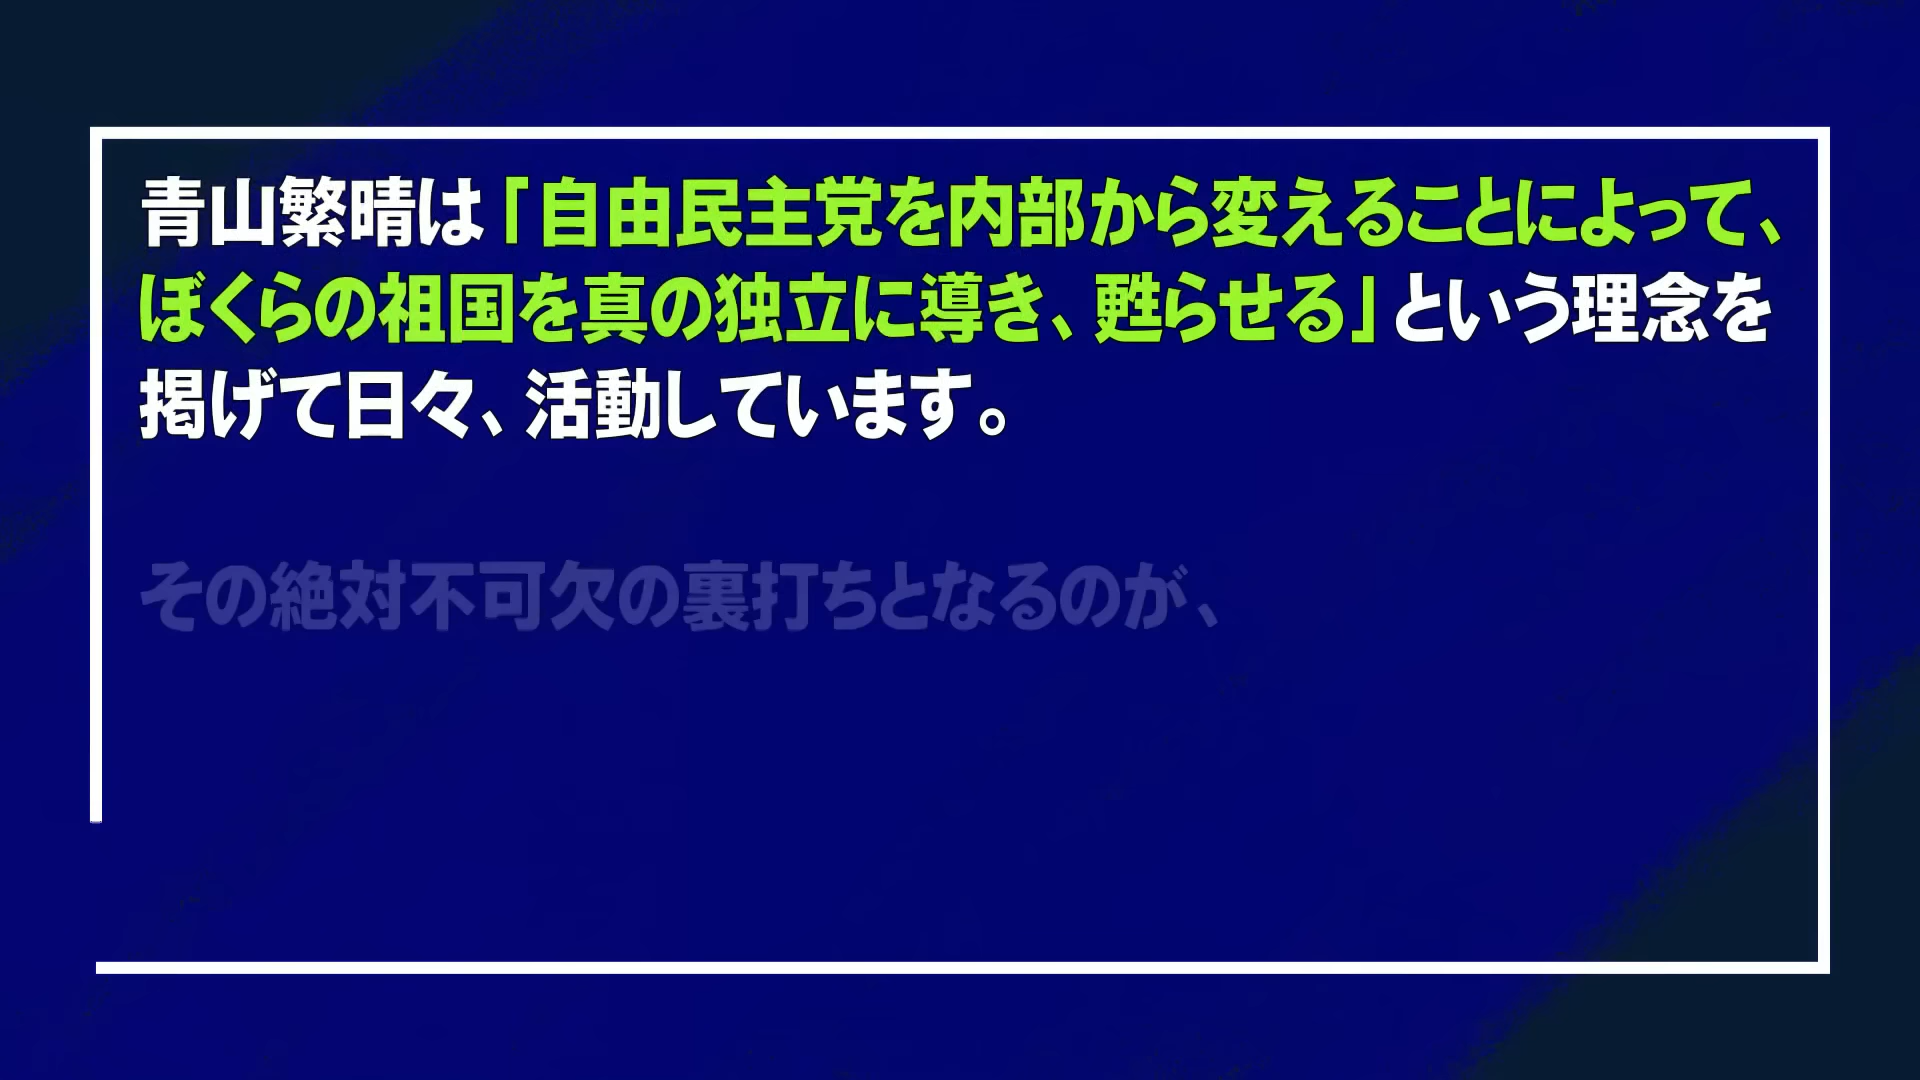 青山繁晴は「自由民主党を内部から変えることによって、
ぼくらの祖国を真の独立に導き、甦らせる」という理念を
掲げて日々、活動しています。
その絶対不可欠の裏打ちとなるのが、